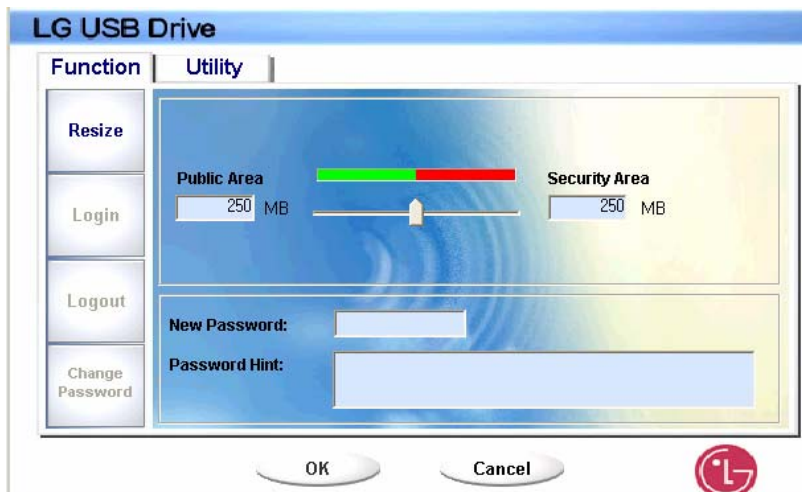 LG USB Drive
Function Utility
Resize
Login
Logout
Change
Password
Public Area
250 MB
Security Area
250 MB
New Password:
Password Hint:
OK Cancel